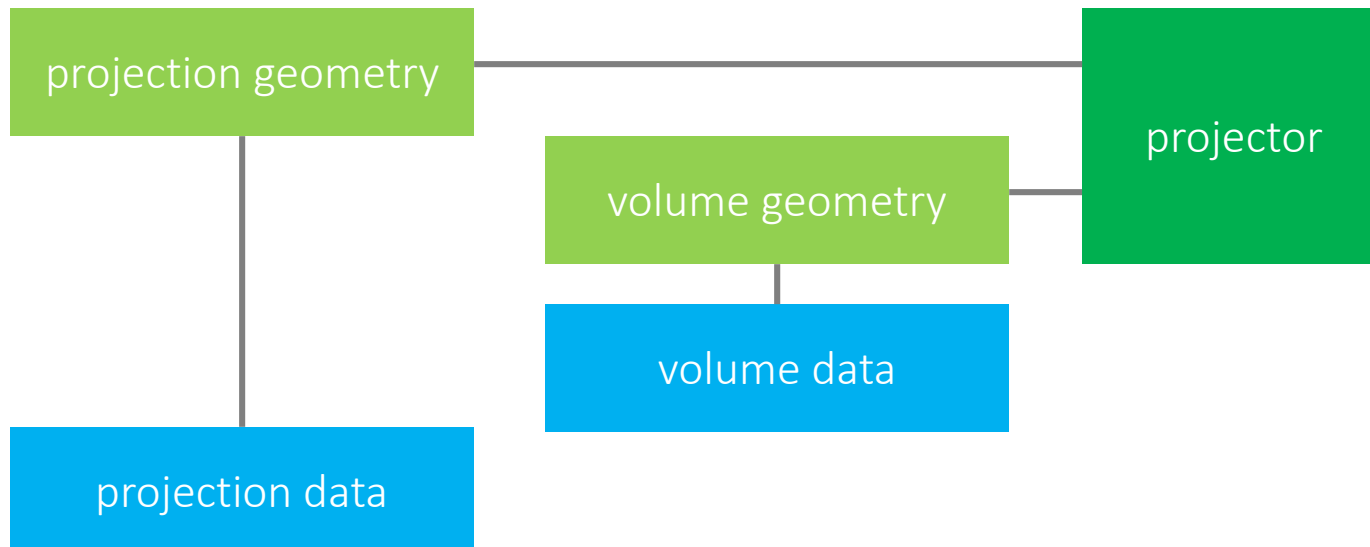 projection geometry
projector
volume geometry
volume data
projection data